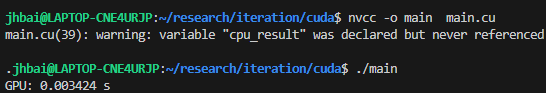 jhbai@LAPTOP-CNE4URJP:~/research/iteration/cuda$ nvcc -o main  main.cu
main.cu(39): warning: variable "cpu_result" was declared but never referenced
.jhbai@LAPTOP-CNE4URJP:~/research/iteration/cuda$ ./main
GPU: 0.003424 s